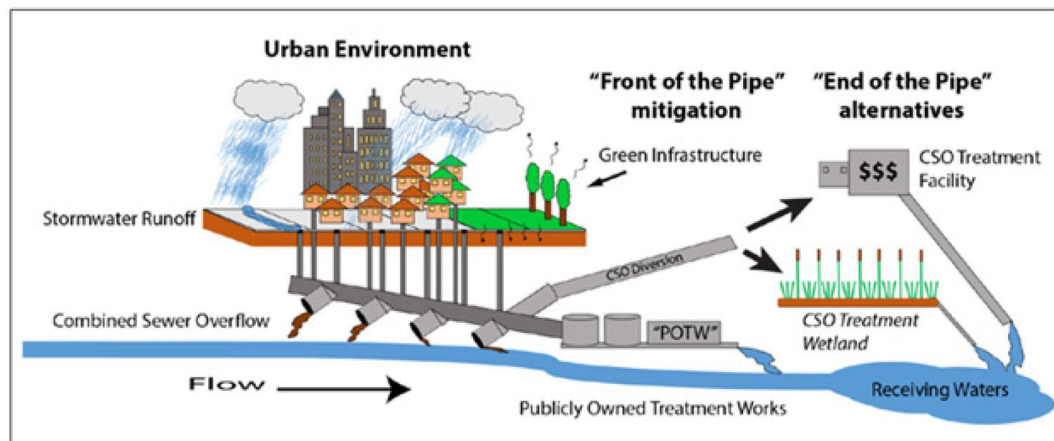 Urban Environment
"Front of the Pipe"
mitigation
"End of the Pipe"
alternatives
Green Infrastructure
$$$
CSO Treatment
Facility
Stormwater Runoff
CSO Diversion
Combined Sewer Overflow
"POTW"
CSO Treatment
Wetland
Flow
Publicly Owned Treatment Works
Receiving Waters